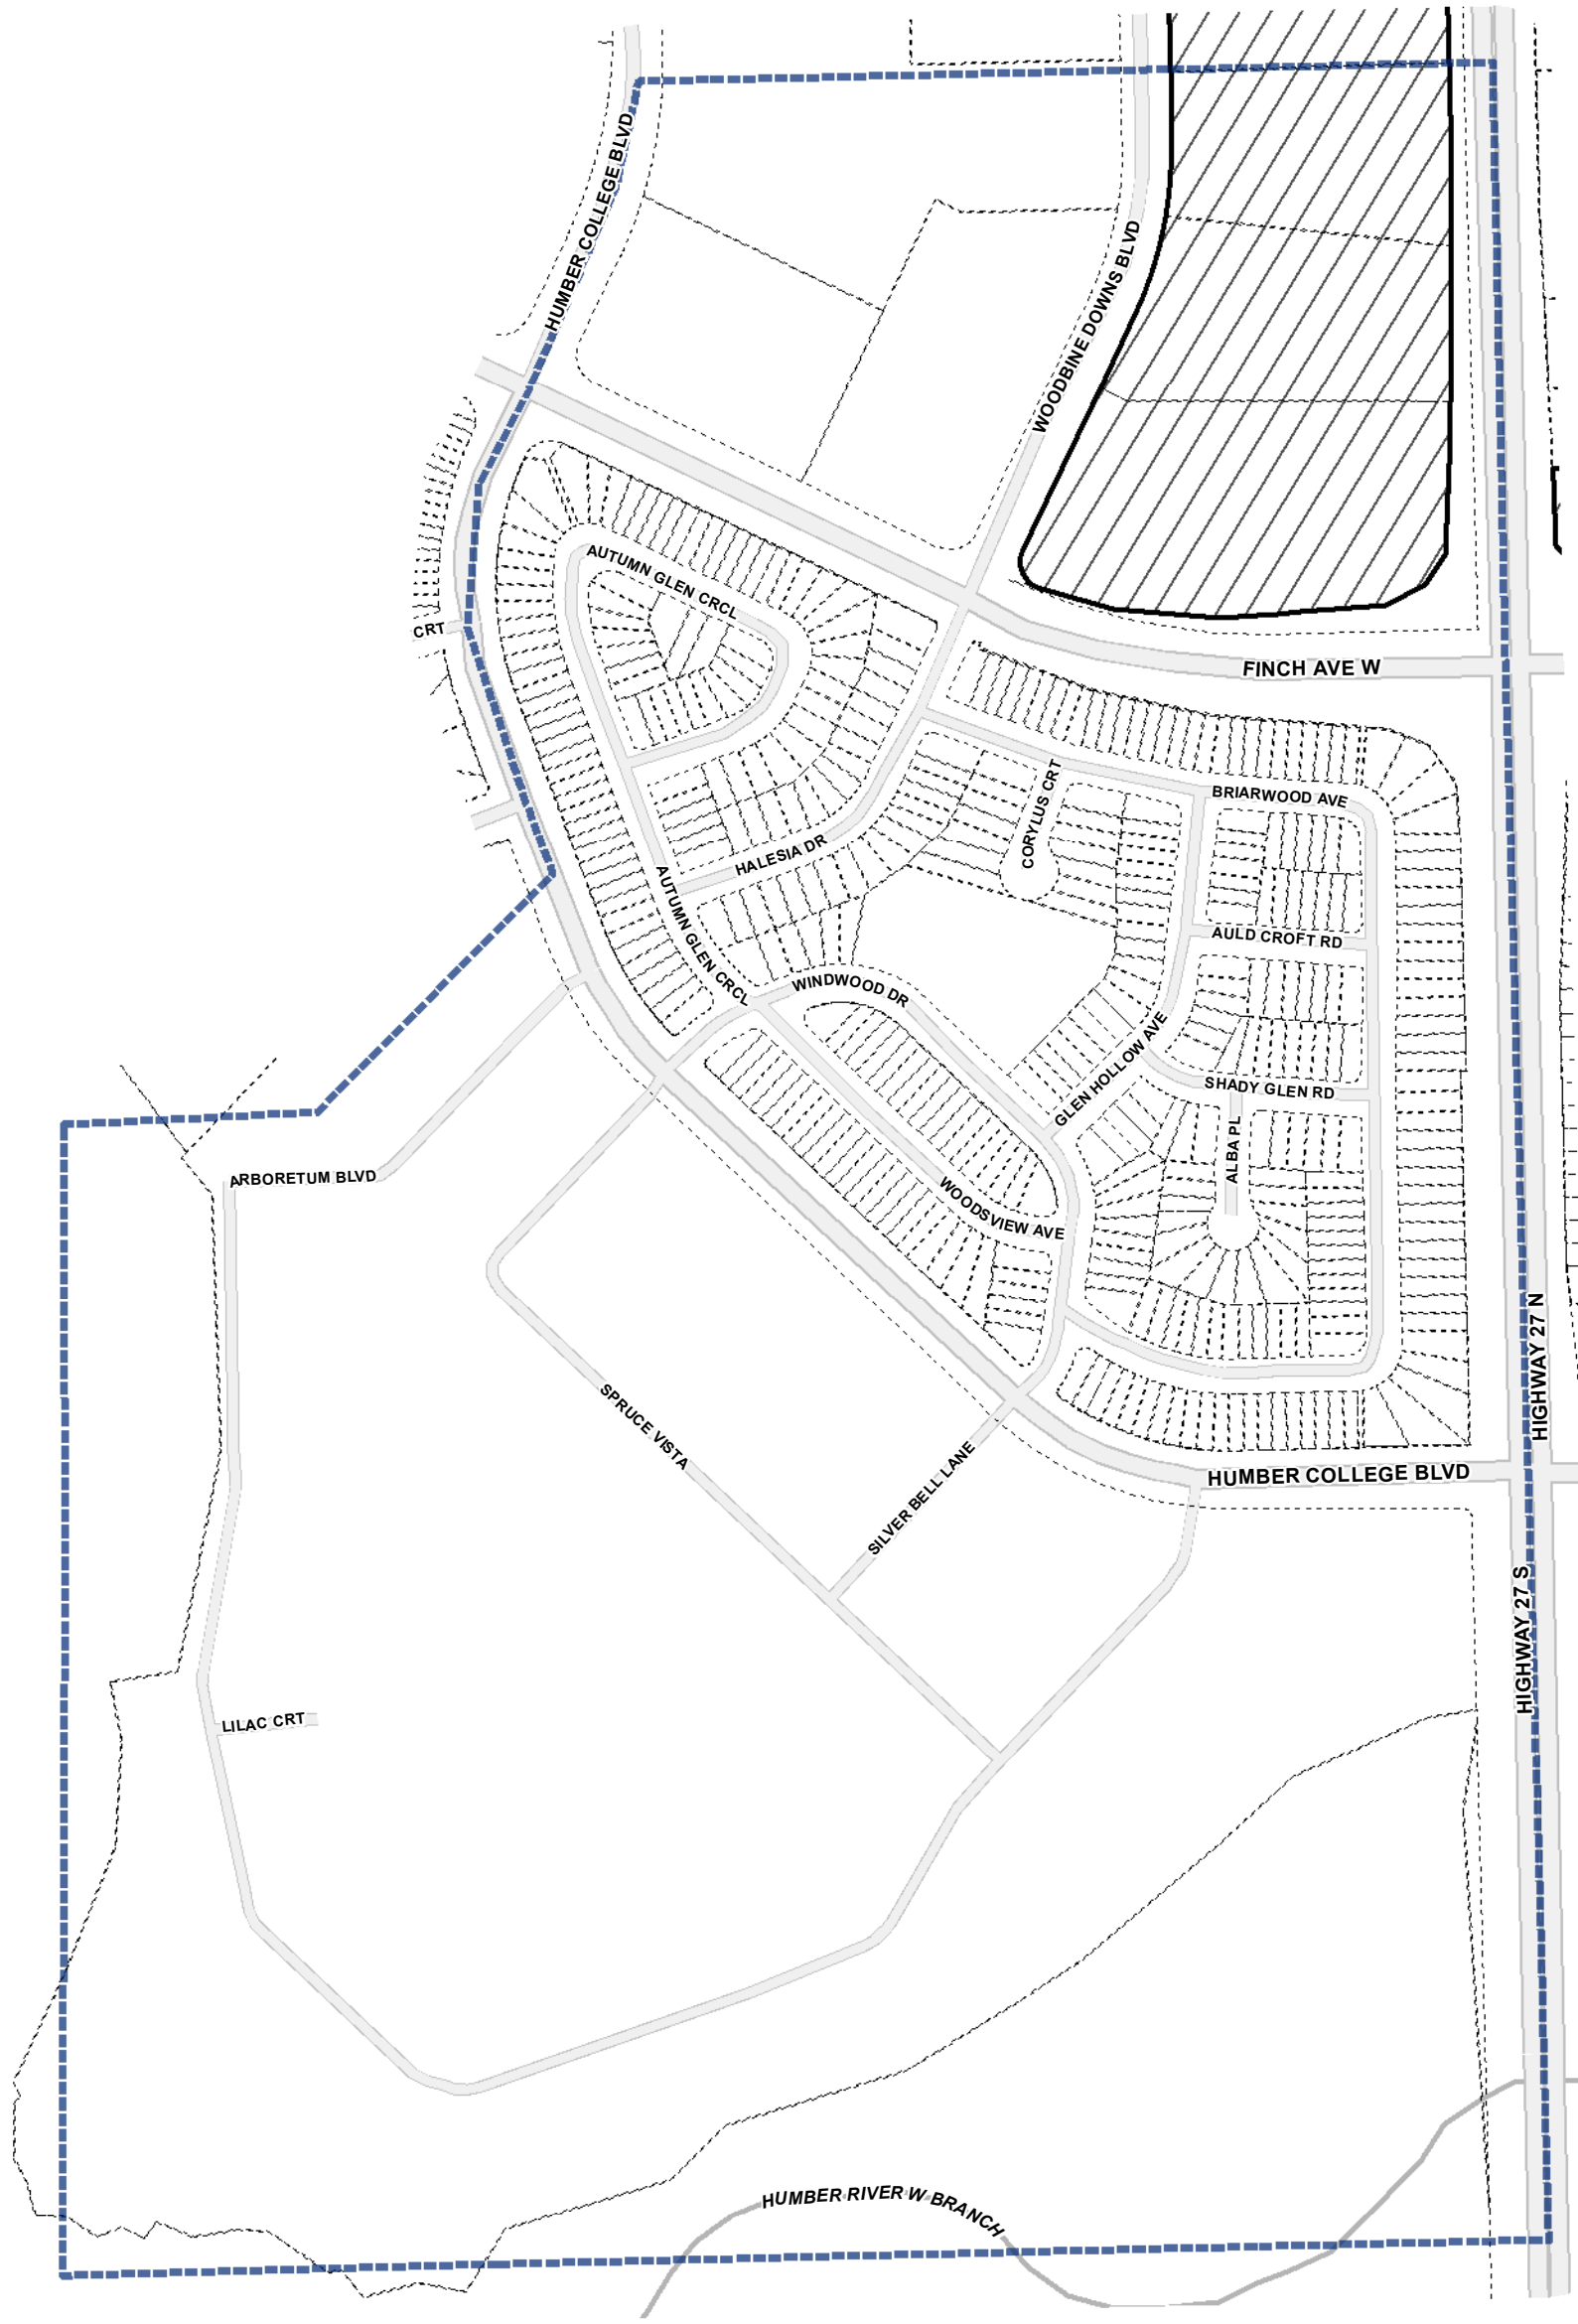 HUMBER COLLEGE BLVD
WOODBINE DOWNS BLVD
AUTUMN GLEN CRCL
CRT
FINCH AVE W
CORYLUS CRT
BRIARWOOD AVE
HALESIA DR
AUTUMN GLEN CRCL
AULD CROFT RD
WINDWOOD DR
GLEN HOLLOW AVE
SHADY GLEN RD
ALBA PL
ARBORETUM BLVD
WOODSVIEW AVE
HIGHWAY 27 N
SPRUCE VISTA
SILVER BELL LANE
HUMBER COLLEGE BLVD
HIGHWAY 27 S
LILAC CRT
HUMBER RIVER W BRANCH